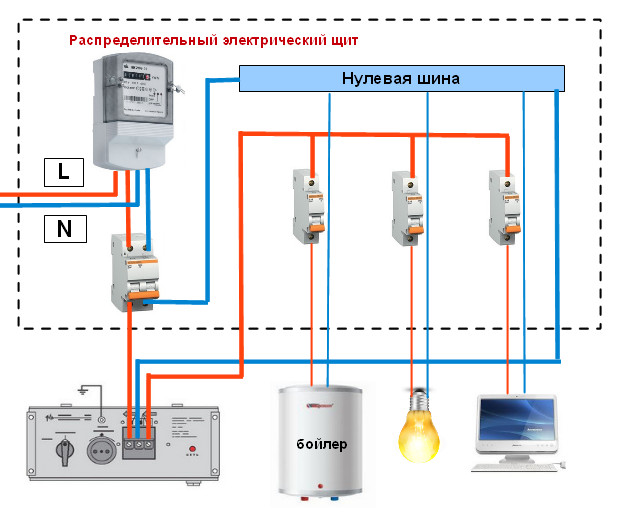 Распределительный электрический щит
Нулевая шина
L
N
бойлер